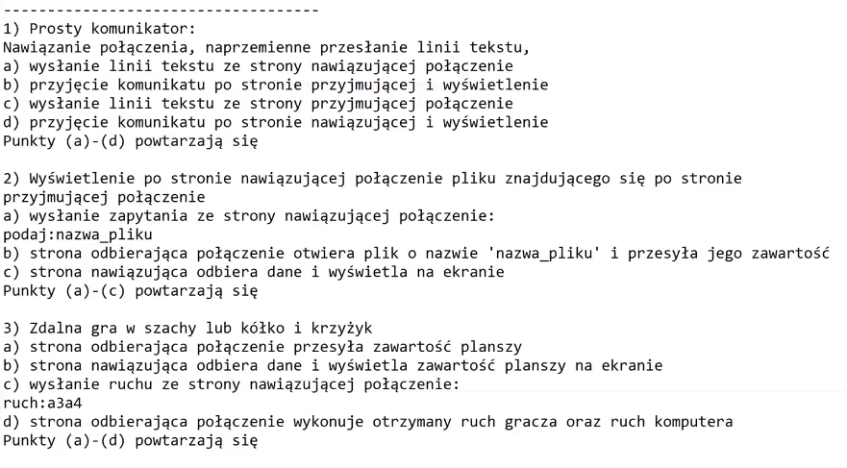 ------------------------------------
1) Prosty komunikator:
Nawiązanie połączenia, naprzemienne przesłanie linii tekstu,
a) wysłanie linii tekstu ze strony nawiązującej połączenie
b) przyjęcie komunikatu po stronie przyjmującej i wyświetlenie
c) wysłanie linii tekstu ze strony przyjmującej połączenie
d) przyjęcie komunikatu po stronie nawiązującej i wyświetlenie
Punkty (a)-(d) powtarzają się
2) Wyświetlenie po stronie nawiązującej połączenie pliku znajdującego się po stronie
przyjmującej połączenie
a) wysłanie zapytania ze strony nawiązującej połączenie:
podaj:nazwa_pliku
b) strona odbierająca połączenie otwiera plik o nazwie 'nazwa_pliku' i przesyła jego zawartość
c) strona nawiązująca odbiera dane i wyświetla na ekranie
Punkty (a)-(c) powtarzają się
3) Zdalna gra w szachy lub kółko i krzyżyk
a) strona odbierająca połączenie przesyła zawartość planszy
b) strona nawiązująca odbiera dane i wyświetla zawartość planszy na ekranie
c) wysłanie ruchu ze strony nawiązującej połączenie:
ruch:a3a4
d) strona odbierająca połączenie wykonuje otrzymany ruch gracza oraz ruch komputera
Punkty (a)-(d) powtarzają się